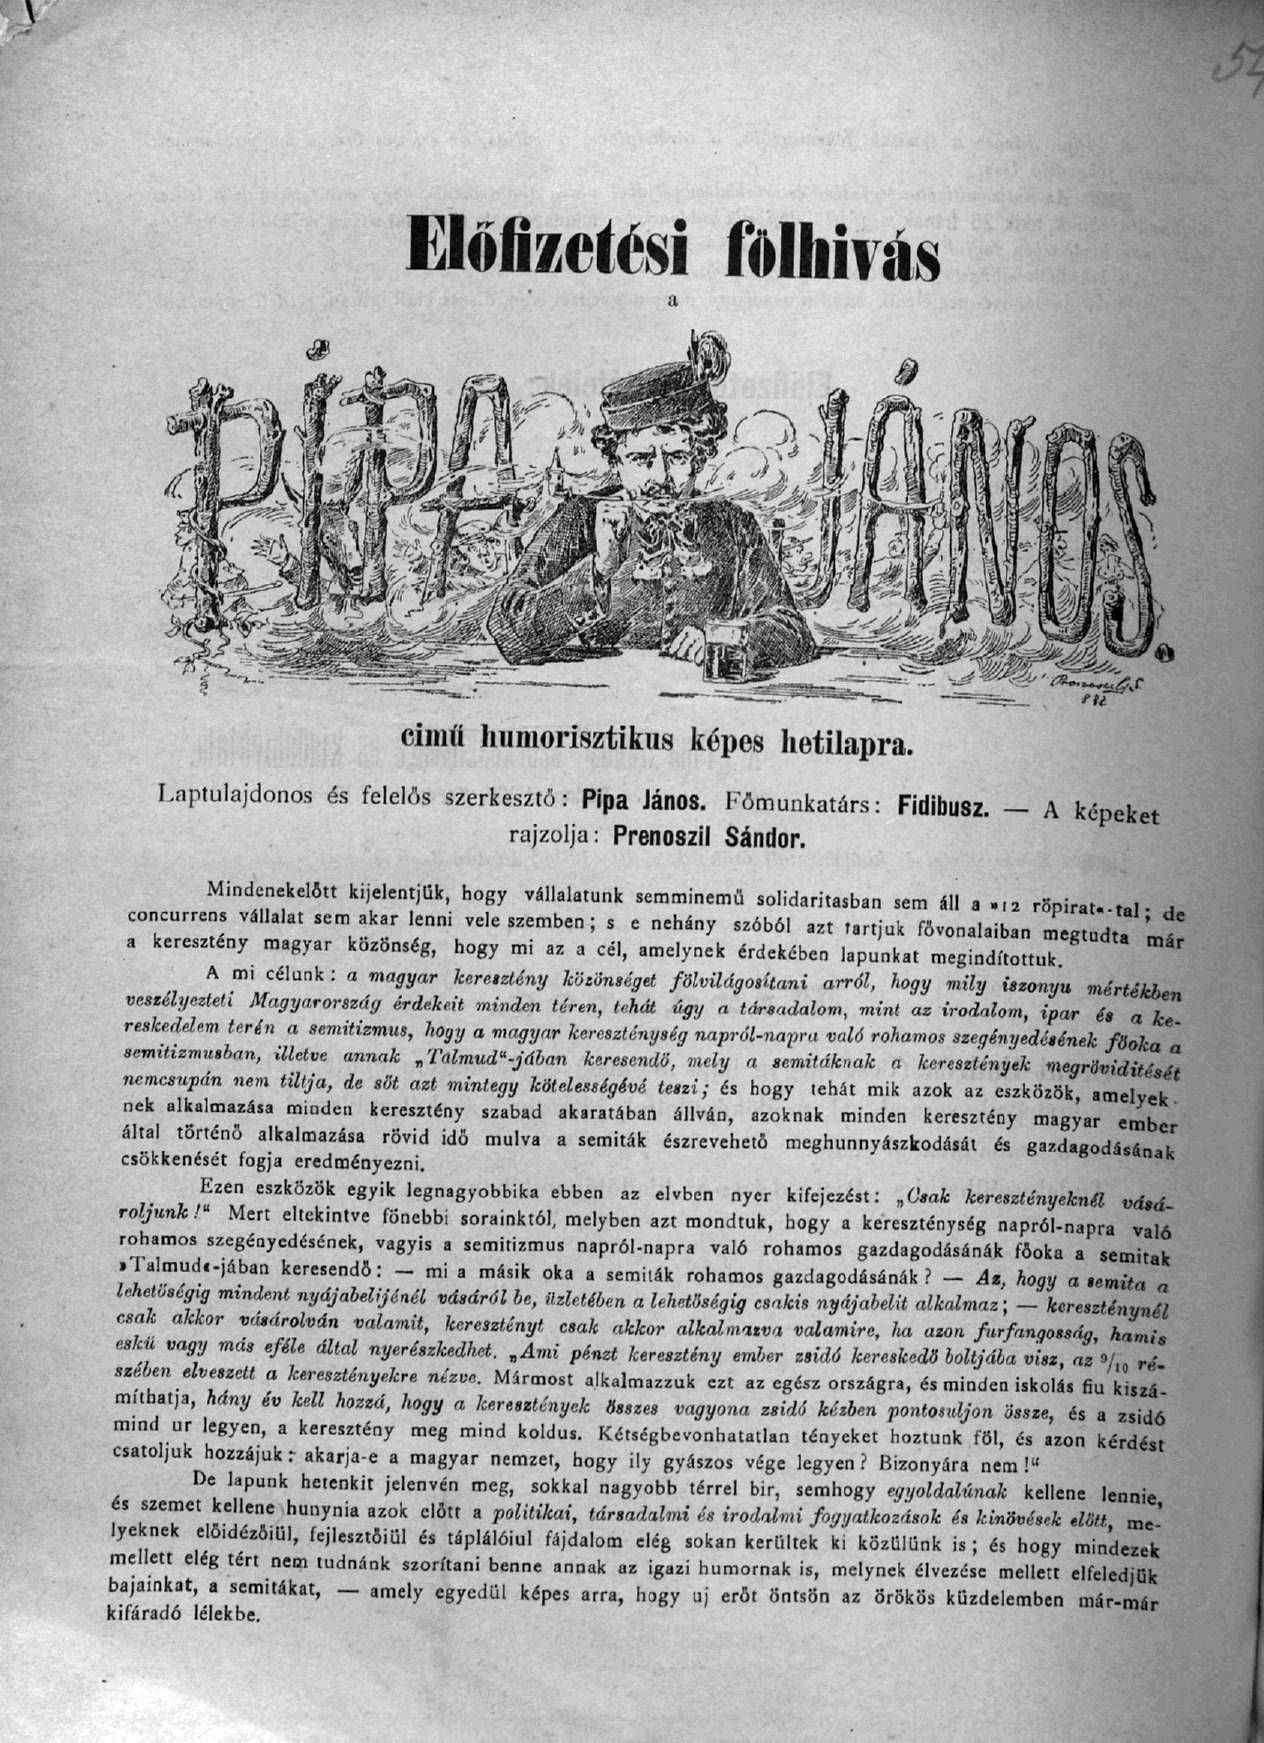 54
Előfizetési fölhivás
a
PÍPA JÁNOS.
832
cimű humorisztikus képes hetilapra.
Laptulajdonos és felelős szerkesztő: Pipa János. Főmunkatárs: Fidibusz. — A képeket
rajzolja: Prenoszil Sándor.
Mindenekelőtt kijelentjük, hogy vállalatunk semminemű solidaritasban sem áll a »12 röpirat«-tal; de
concurrens vállalat sem akar lenni vele szemben; s e nehány szóból azt tartjuk fővonalaiban megtudta már
a keresztény magyar közönség, hogy mi az a cél, amelynek érdekében lapunkat megindítottuk.
A mi célunk: a magyar keresztény közönséget fölvilágosítani arról, hogy mily iszonyu mértékben
veszélyezteti Magyarország érdekeit minden téren, tehát úgy a társadalom, mint az irodalom, ipar és a ke-
reskedelem terén a semitizmus, hogy a magyar kereszténység napról-napra való rohamos szegényedésének főoka a
semitizmusban, illetve annak „Talmud“-jában keresendő, mely a semitáknak a keresztények megröviditését
nemcsupán nem tiltja, de sőt azt mintegy kötelességévé teszi; és hogy tehát mik azok az eszközök, amelyek-
nek alkalmazása minden keresztény szabad akaratában állván, azoknak minden keresztény magyar ember
által történő alkalmazása rövid idő mulva a semiták észrevehető meghunnyászkodását és gazdagodásának
csökkenését fogja eredményezni.
Ezen eszközök egyik legnagyobbika ebben az elvben nyer kifejezést: „Csak keresztényeknél vásá-
roljunk!“ Mert eltekintve fönebbi sorainktól, melyben azt mondtuk, hogy a kereszténység napról-napra való
rohamos szegényedésének, vagyis a semitizmus napról-napra való rohamos gazdagodásánák főoka a semitak
»Talmud«-jában keresendő: — mi a másik oka a semiták rohamos gazdagodásánák? — Az, hogy a semita a
lehetőségig mindent nyájabelijénél vásáról be, üzletében a lehetőségig csakis nyájabelit alkalmaz; — keresztény­nél
csak akkor vásárolván valamit, keresztényt csak akkor alkalmazva valamire, ha azon furfangosság, hamis
eskü vagy más eféle által nyerészkedhet. „Ami pénzt keresztény ember zsidó kereskedő boltjába visz, az 9/10 ré-
szében elveszett a keresztényekre nézve. Mármost alkalmazzuk ezt az egész országra, és minden iskolás fiu kiszá-
míthatja, hány év kell hozzá, hogy a keresztények összes vagyona zsidó kézben pontosuljon össze, és a zsidó
mind ur legyen, a keresztény meg mind koldus. Kétségbevonhatatlan tényeket hoztunk föl, és azon kérdést
csatoljuk hozzájuk: akarja-e a magyar nemzet, hogy ily gyászos vége legyen? Bizonyára nem!“
De lapunk hetenkit jelenvén meg, sokkal nagyobb térrel bir, semhogy egyoldalúnak kellene lennie,
és szemet kellene hunynia azok előtt a politikai, társadalmi és irodalmi fogyatkozások és kinövések előtt, me-
lyeknek előidézőiül, fejlesztőiül és táplálóiul fájdalom elég sokan kerültek ki közülünk is; és hogy mindezek
mellett elég tért nem tudnánk szorítani benne annak az igazi humornak is, melynek élvezése mellett elfeledjük
bajainkat, a semitákat, — amely egyedül képes arra, hogy uj erőt öntsön az örökös küzdelemben már-már
kifáradó lélekbe.